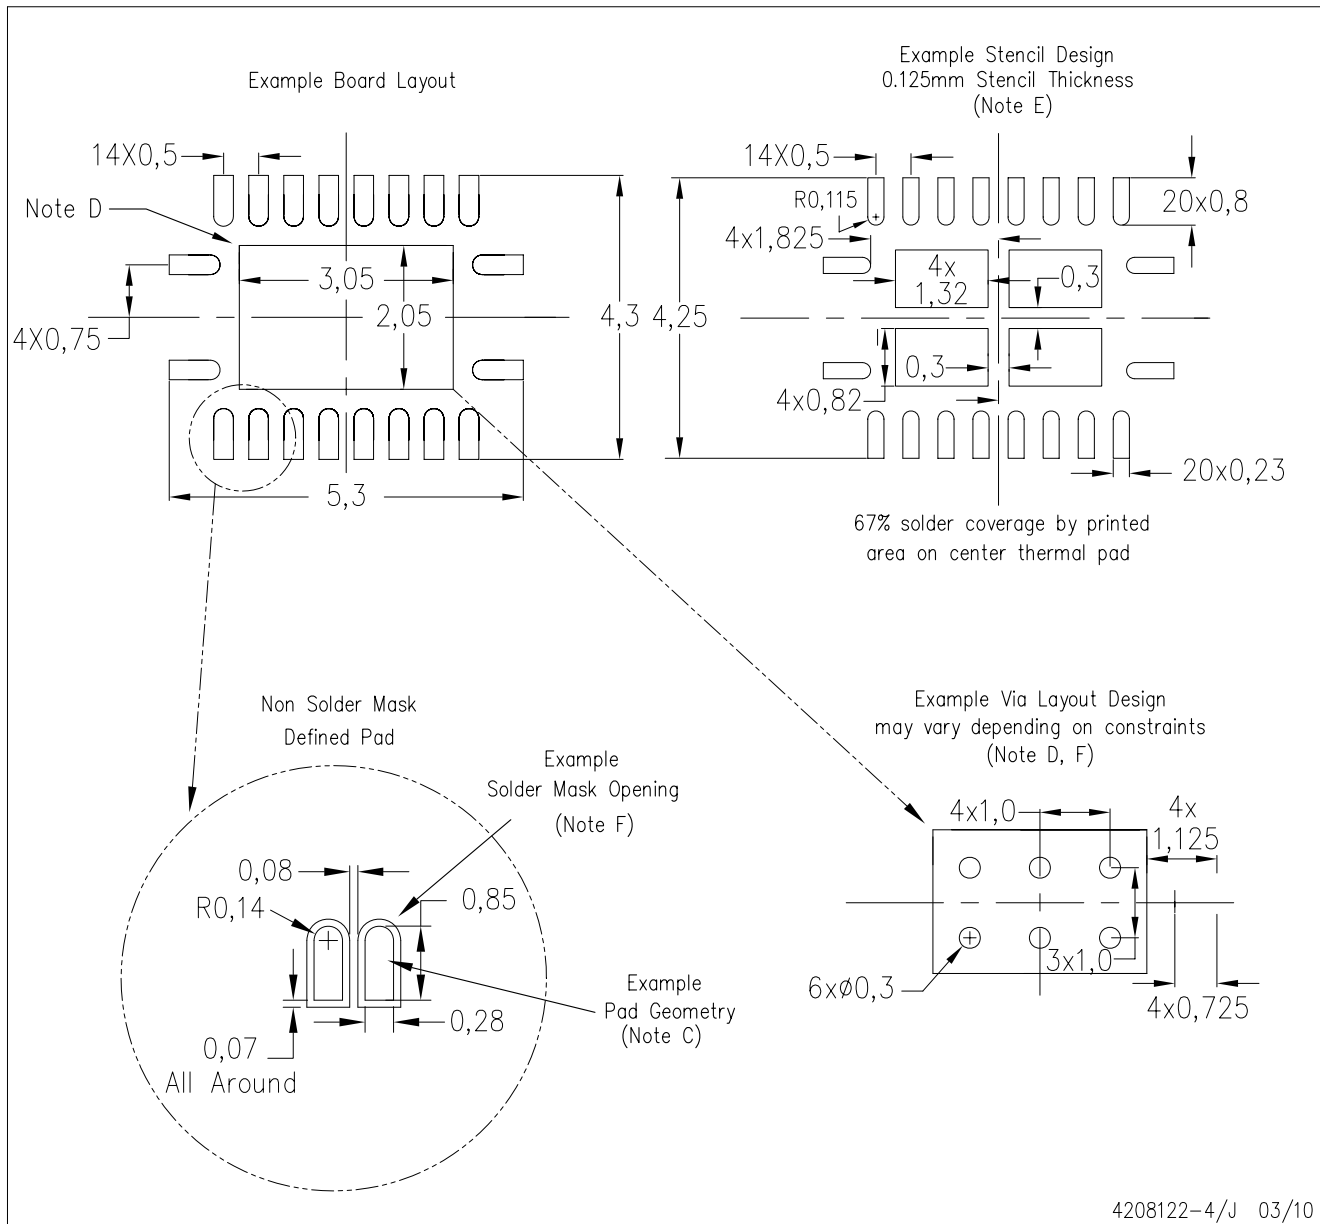 Example Board Layout
14X0,5
Note D
3,05
2,05
4X0,75
4,3
5,3
Example Stencil Design
0.125mm Stencil Thickness
(Note E)
14X0,5
R0,115
20x0,8
4x1,825
4x
1,32
0,3
4,25
0,3
4x0,82
20x0,23
67% solder coverage by printed
area on center thermal pad
Non Solder Mask
Defined Pad
Example
Solder Mask Opening
(Note F)
0,08
R0,14
0,85
Example
Pad Geometry
(Note C)
0,28
0,07
All Around
Example Via Layout Design
may vary depending on constraints
(Note D, F)
4x1,0
4x
1,125
3x1,0
6xø0,3
4x0,725
4208122-4/J 03/10